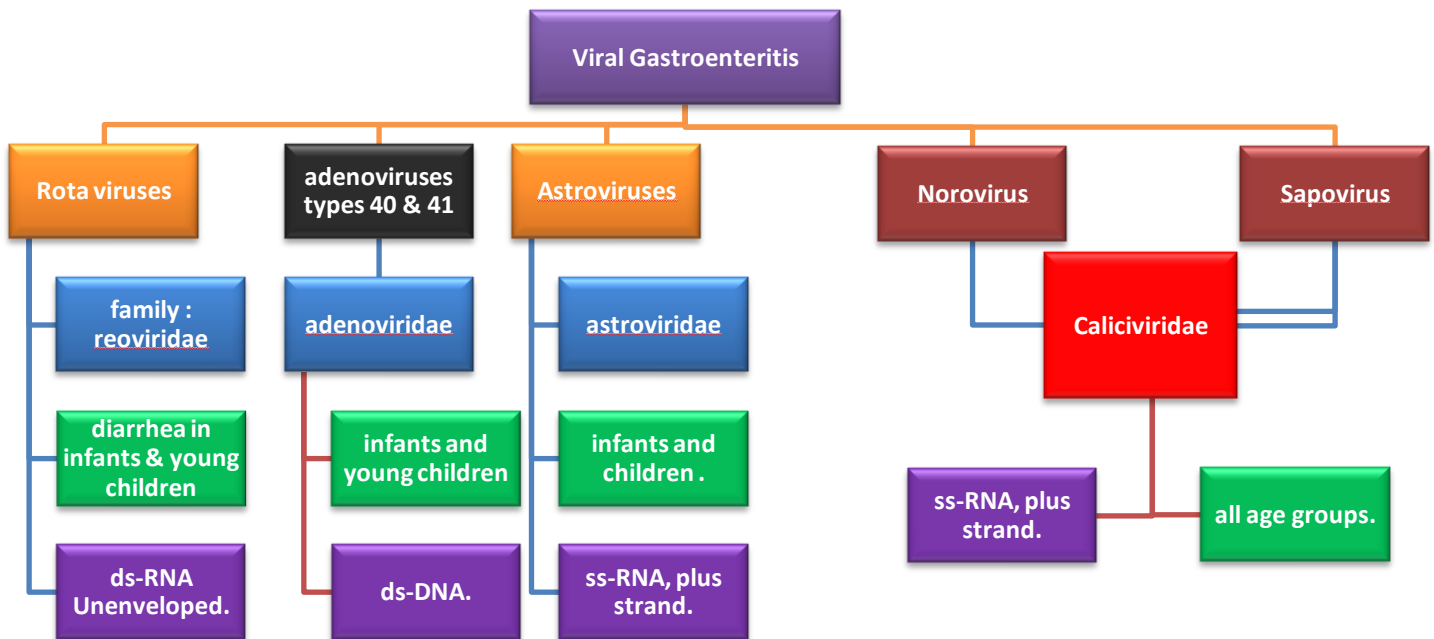 Viral Gastroenteritis
Rota viruses
adenoviruses
types 40 & 41
Astroviruses
Norovirus
Sapovirus
family :
reoviridae
adenoviridae
astroviridae
Caliciviridae
diarrhea in
infants & young
children
infants and
young children
infants and
children .
ss-RNA, plus
strand.
all age groups.
ds-RNA
Unenveloped.
ds-DNA.
ss-RNA, plus
strand.